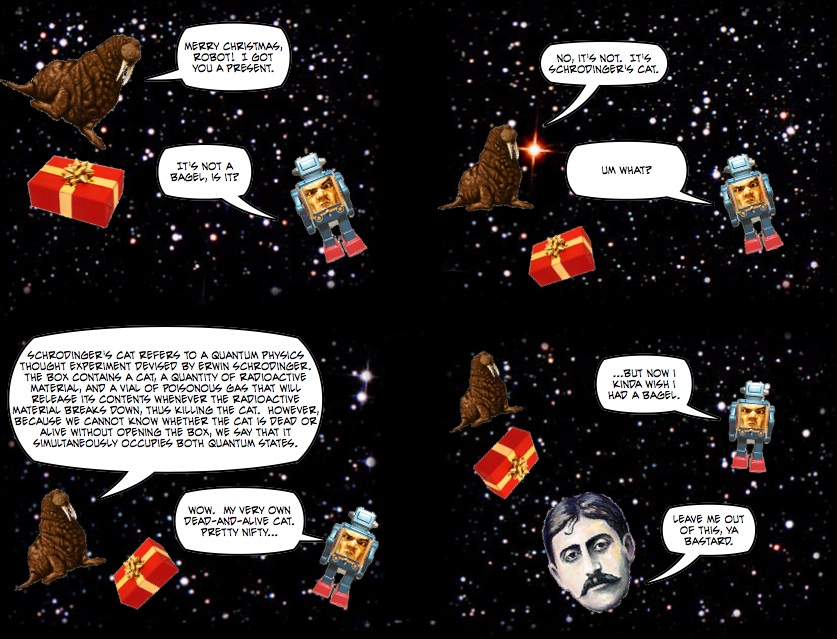 MERRY CHRISTMAS,
ROBOT! I GOT
YOU A PRESENT.
IT'S NOT A
BAGEL, IS IT?
NO, IT'S NOT. IT'S
SCHRODINGER'S CAT.
UM WHAT?
SCHRODINGER'S CAT REFERS TO A QUANTUM PHYSICS
THOUGHT EXPERIMENT DEVISED BY ERWIN SCHRODINGER.
THE BOX CONTAINS A CAT, A QUANTITY OF RADIOACTIVE
MATERIAL, AND A VIAL OF POISONOUS GAS THAT WILL
RELEASE ITS CONTENTS WHENEVER THE RADIOACTIVE
MATERIAL BREAKS DOWN, THUS KILLING THE CAT. HOWEVER,
BECAUSE WE CANNOT KNOW WHETHER THE CAT IS DEAD OR
ALIVE WITHOUT OPENING THE BOX, WE SAY THAT IT
SIMULTANEOUSLY OCCUPIES BOTH QUANTUM STATES.
WOW. MY VERY OWN
DEAD-AND-ALIVE CAT.
PRETTY NIFTY...
...BUT NOW I
KINDA WISH I
HAD A BAGEL.
LEAVE ME OUT
OF THIS, YA
BASTARD.